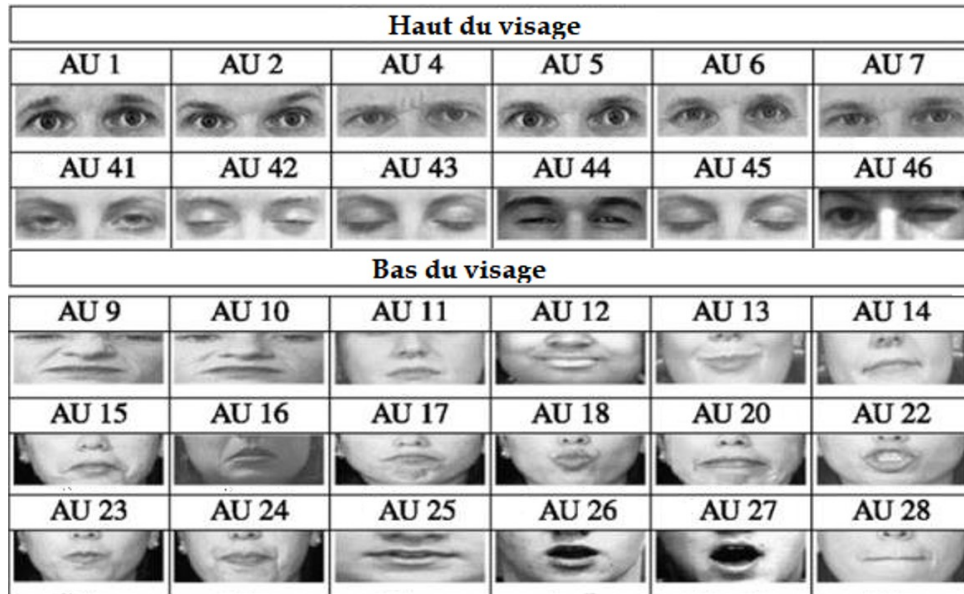 Haut du visage
AU 1 AU 2 AU 4 AU 5 AU 6 AU 7
AU 41 AU 42 AU 43 AU 44 AU 45 AU 46
Bas du visage
AU 9 AU 10 AU 11 AU 12 AU 13 AU 14
AU 15 AU 16 AU 17 AU 18 AU 20 AU 22
AU 23 AU 24 AU 25 AU 26 AU 27 AU 28